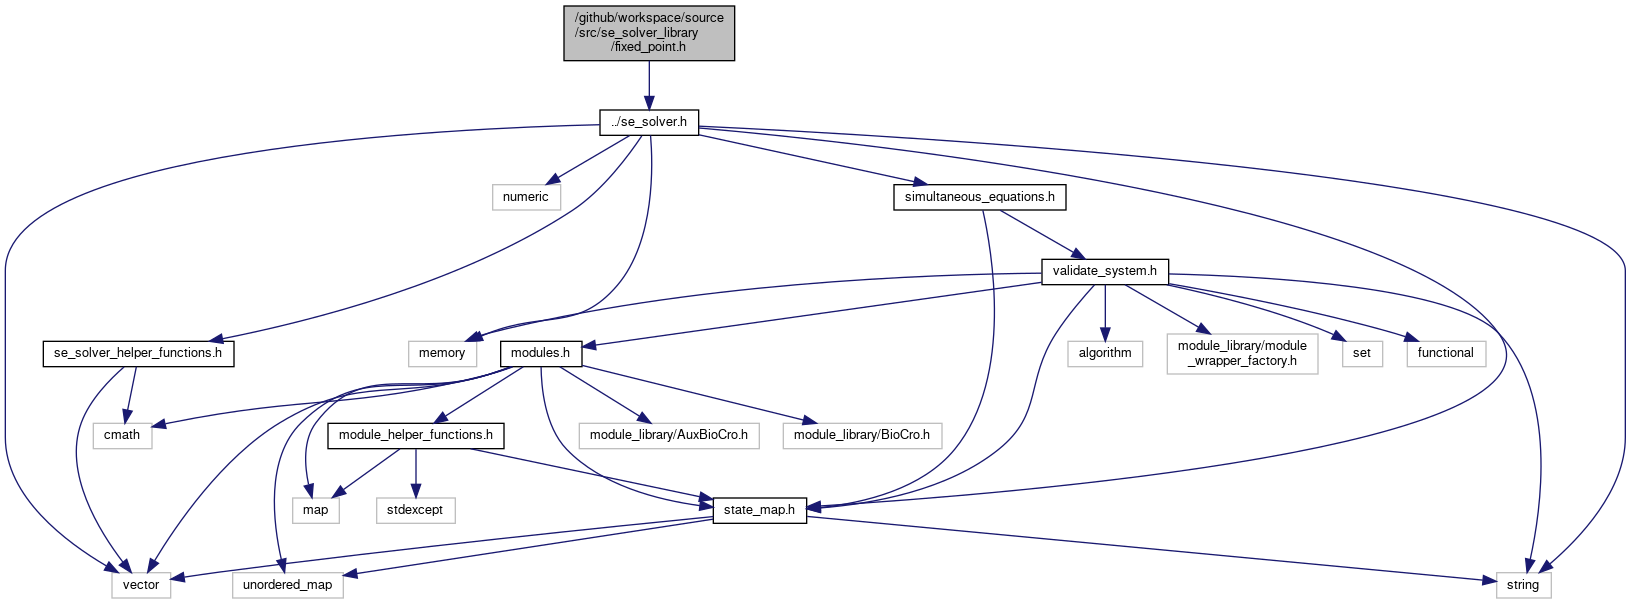 /github/workspace/source
/src/se_solver_library
/fixed_point.h
../se_solver.h
numeric
simultaneous_equations.h
validate_system.h
se_solver_helper_functions.h
memory
modules.h
algorithm
module_library/module
_wrapper_factory.h
set
functional
cmath
module_helper_functions.h
module_library/AuxBioCro.h
module_library/BioCro.h
map
stdexcept
state_map.h
vector
unordered_map
string